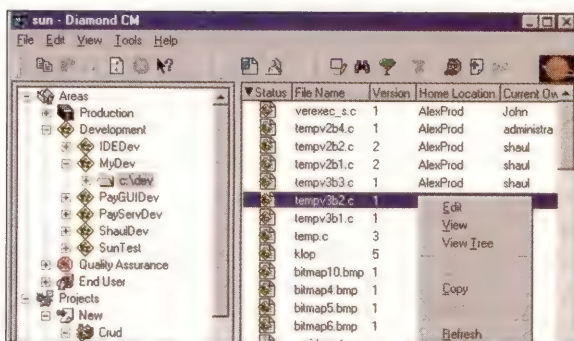 sun - Diamond CM
File Edit View Tools Help
Areas
Production
Development
IDEDev
MyDev
c:\dev
PayGUIDev
PayServDev
ShaulDev
SunTest
Quality Assurance
End User
Projects
New
Crud
Status File Name Version Home Location Current Ow
verexec_s.c 1 AlexProd John
tempv2b4.c 1 AlexProd administra
tempv2b2.c 2 AlexProd shaul
tempv2b1.c 2 AlexProd shaul
tempv3b3.c 1 AlexProd shaul
tempv3b2.c 1
tempv3b1.c 1
temp.c 3
klop 5
bitmap10.bmp 1
bitmap4.bmp 1
bitmap5.bmp 1
bitmap6.bmp 1
Edit
View
View Tree
Copy
Refresh